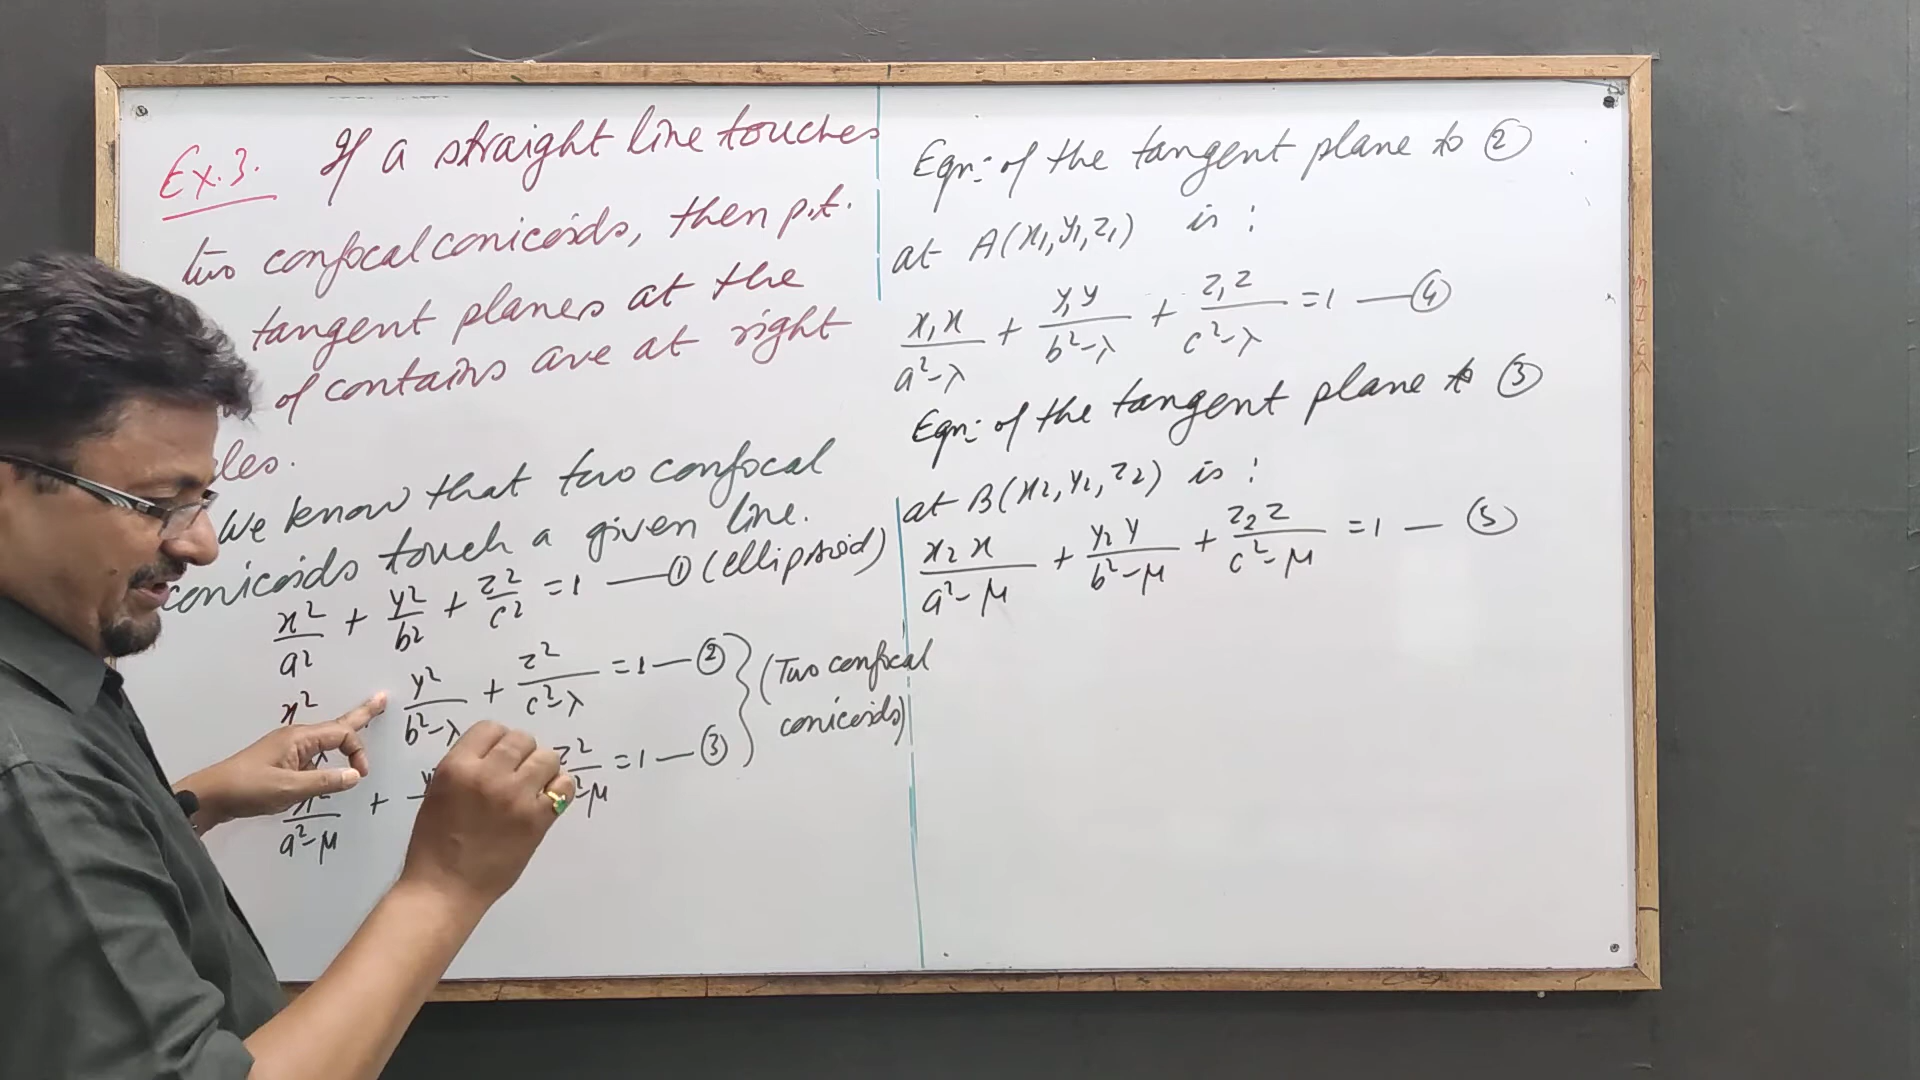 Ex.3. If a straight line touches
two confocal conicoids, then p.t.
tangent planes at the
of contains are at right
les.
We know that two confocal
conicoids touch a given line.
x²/a² + y²/b² + z²/c² = 1 — ① (ellipsoid)
x² y²/b²-λ + z²/c²-λ = 1 — ②
x²/a²-μ + z²/-μ = 1 — ③
(Two confocal
conicoids)
Eqn: of the tangent plane to ②
at A(x₁, y₁, z₁) is :
x₁x/a²-λ + y₁y/b²-λ + z₁z/c²-λ = 1 — ④
Eqn: of the tangent plane to ③
at B(x₂, y₂, z₂) is :
x₂x/a²-μ + y₂y/b²-μ + z₂z/c²-μ = 1 — ⑤